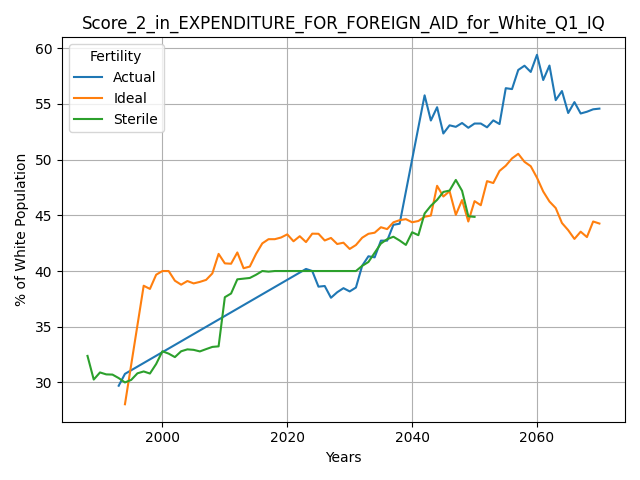 Score_2_in_EXPENDITURE_FOR_FOREIGN_AID_for_White_Q1_IQ
Fertility
Actual
Ideal
Sterile
% of White Population
60
55
50
45
40
35
30
2000
2020
2040
2060
Years